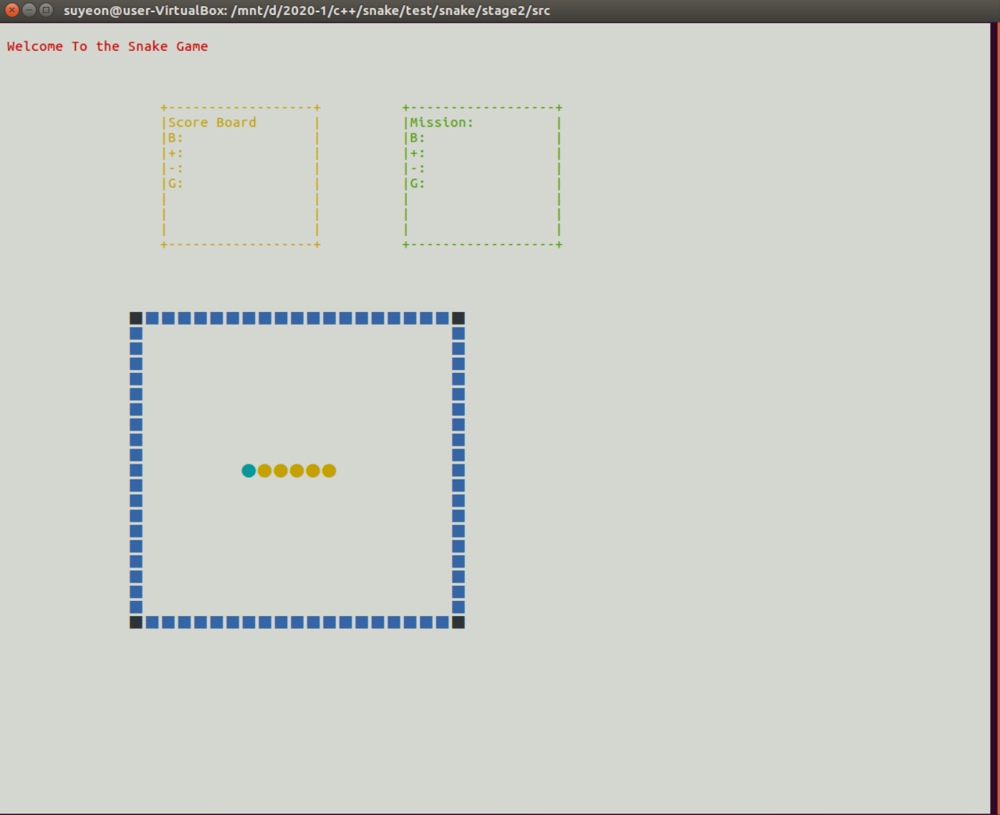 suyeon@user-VirtualBox: /mnt/d/2020-1/c++/snake/test/snake/stage2/src
Welcome To the Snake Game
Score Board
B:
+:
-:
G:
Mission:
B:
+:
-:
G: